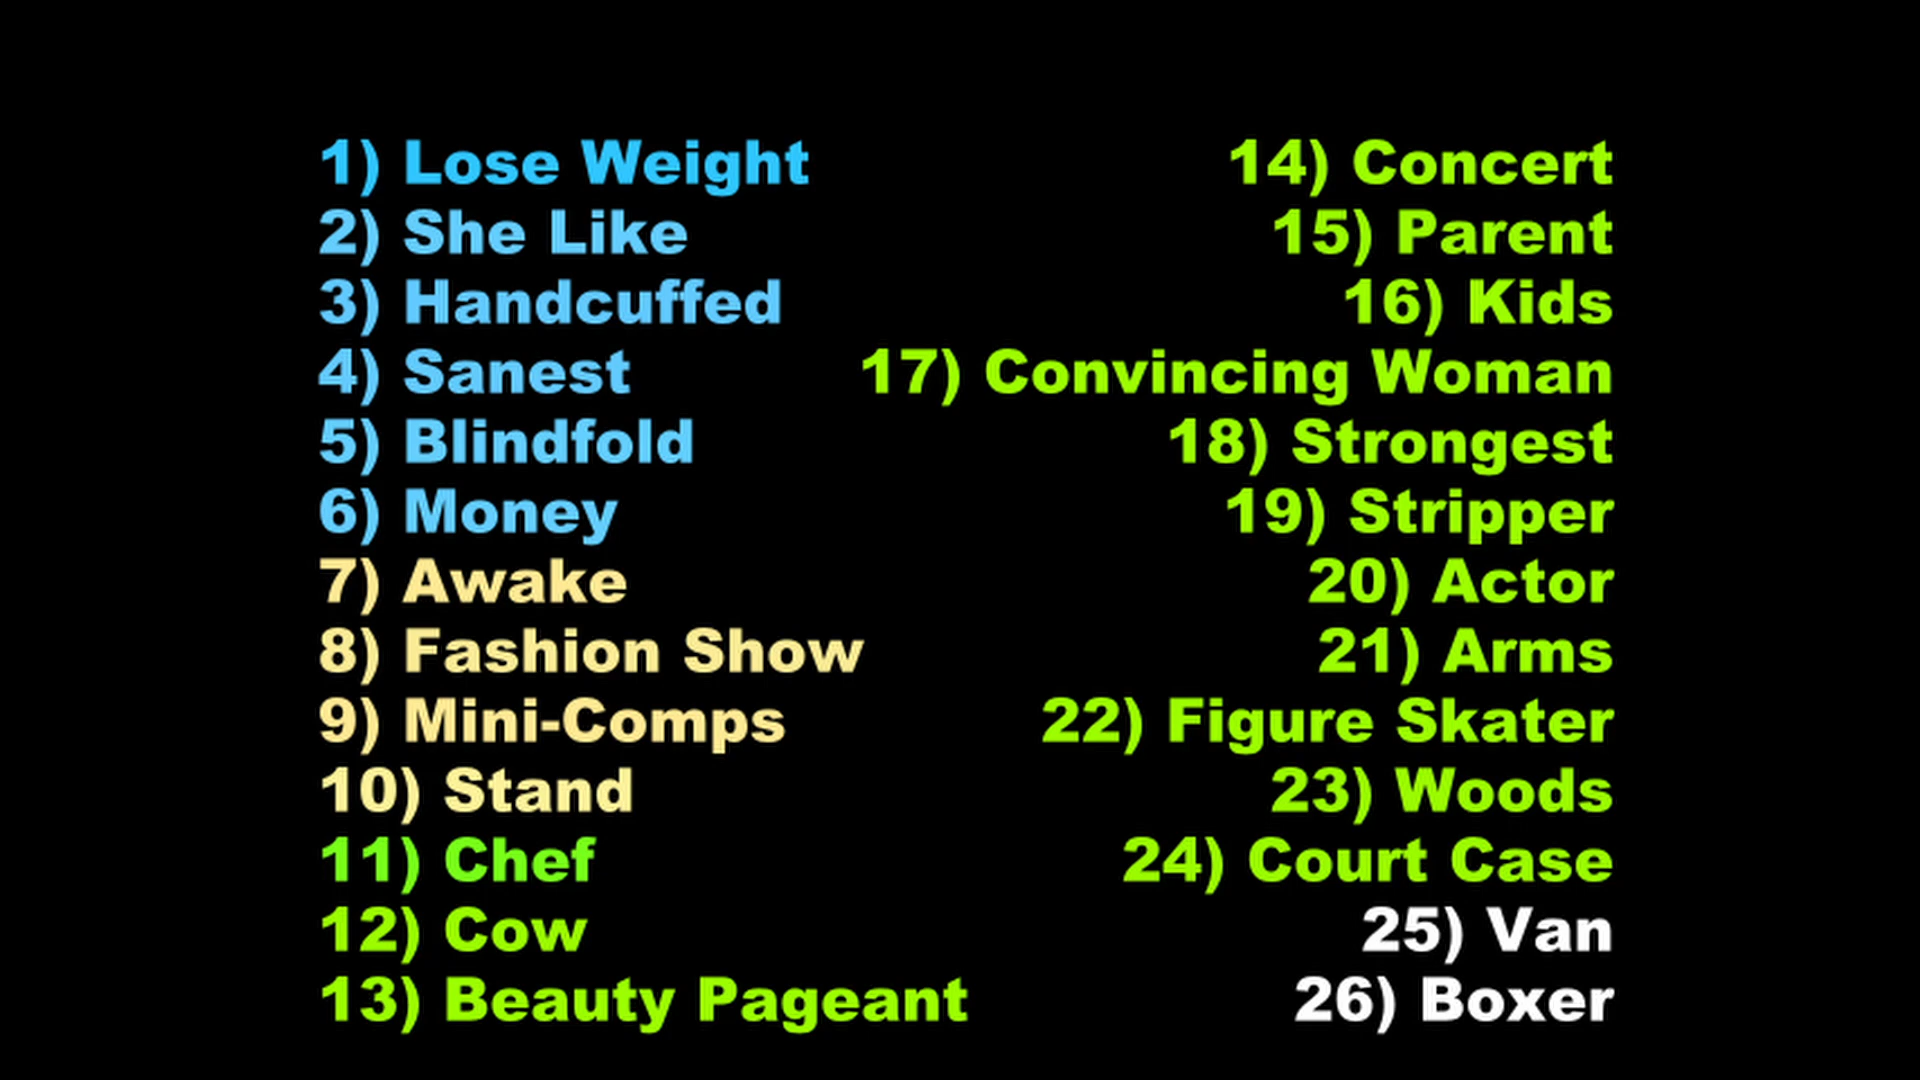 1) Lose Weight
2) She Like
3) Handcuffed
4) Sanest
5) Blindfold
6) Money
7) Awake
8) Fashion Show
9) Mini-Comps
10) Stand
11) Chef
12) Cow
13) Beauty Pageant
14) Concert
15) Parent
16) Kids
17) Convincing Woman
18) Strongest
19) Stripper
20) Actor
21) Arms
22) Figure Skater
23) Woods
24) Court Case
25) Van
26) Boxer